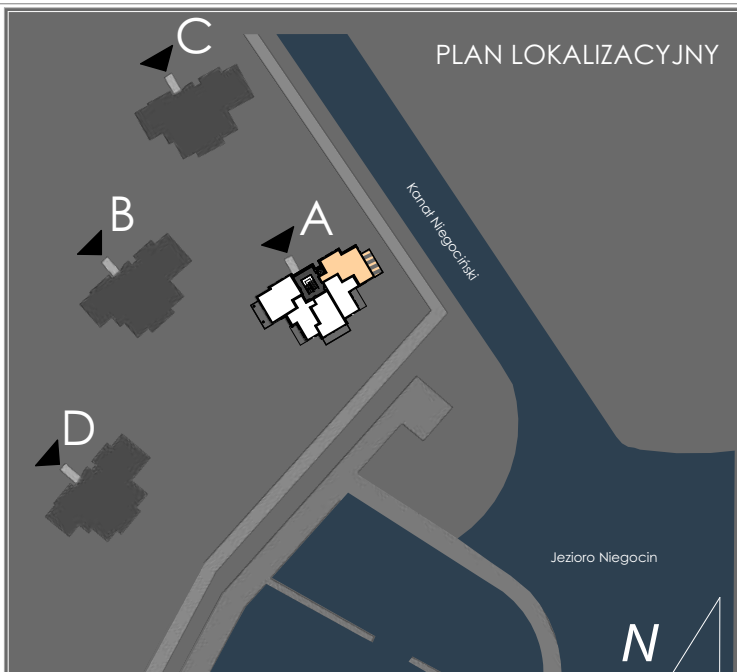 C
PLAN LOKALIZACYJNY
B
A
Kanał Niegociński
D
Jezioro Niegocin
N